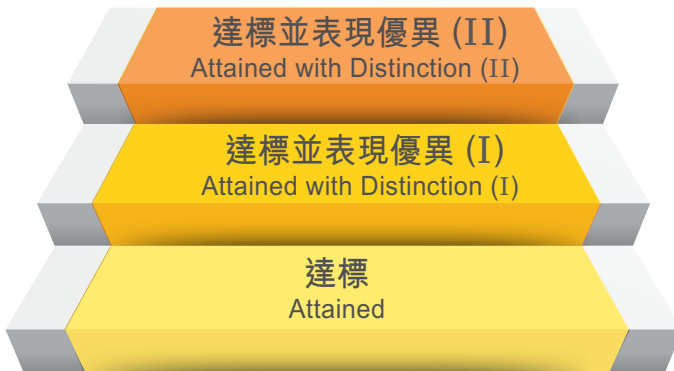 達標並表現優異 (II)
Attained with Distinction (II)
達標並表現優異 (I)
Attained with Distinction (I)
達標
Attained